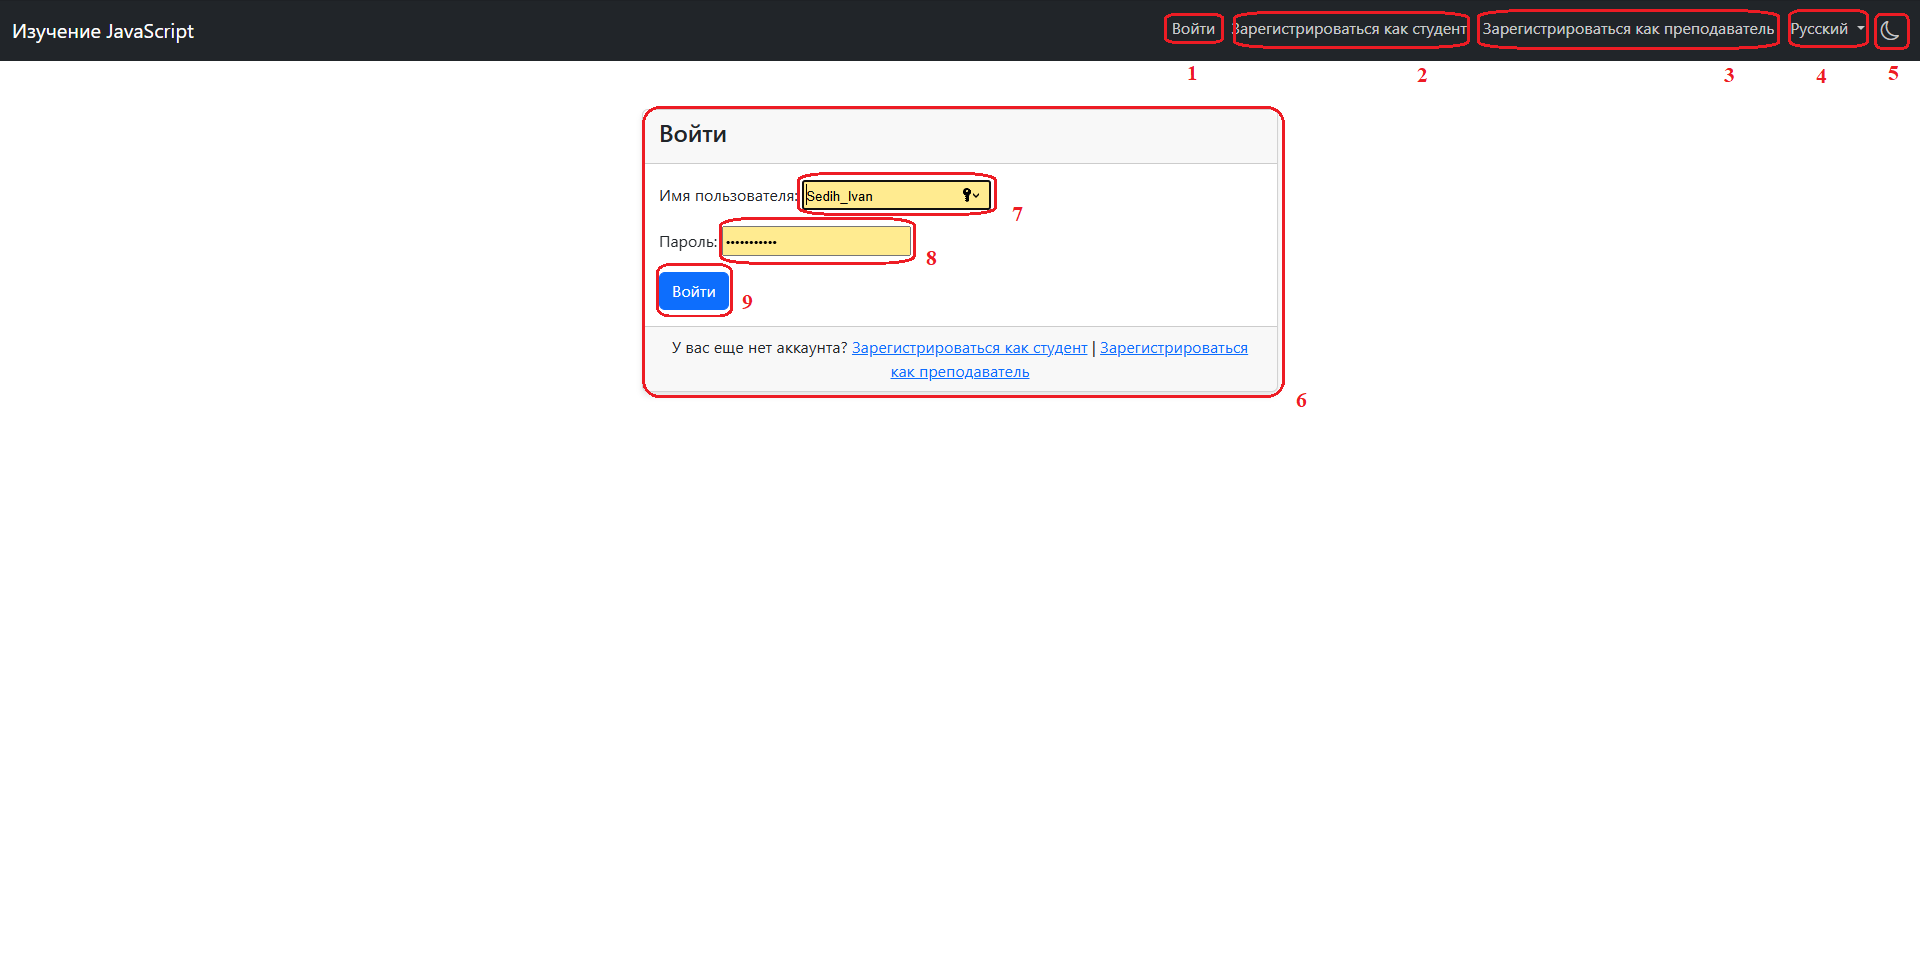 Изучение JavaScript
Войти
Зарегистрироваться как студент
Зарегистрироваться как преподаватель
Русский
1
2
3
4
5
Войти
Имя пользователя: Sedih_Ivan
7
Пароль: •••••••••••
8
Войти
9
У вас еще нет аккаунта? Зарегистрироваться как студент | Зарегистрироваться
как преподаватель
6